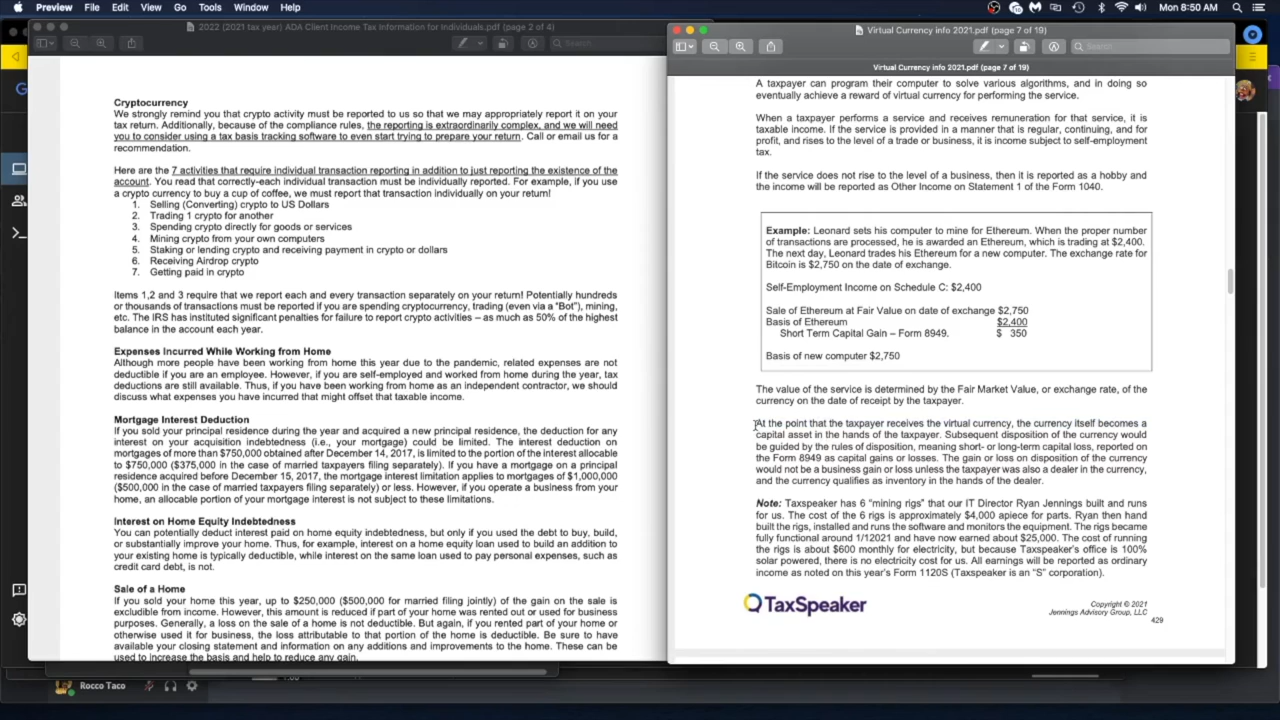 Preview File Edit View Go Tools Window Help
Mon 8:50 AM
2022 (2021 tax year) ADA Client Income Tax Information for Individuals.pdf (page 2 of 4)
Search
Cryptocurrency
We strongly remind you that crypto activity must be reported to us so that we may appropriately report it on your
tax return. Additionally, because of the compliance rules, the reporting is extraordinarily complex, and we will need
you to consider using a tax basis tracking software to even start trying to prepare your return. Call or email us for a
recommendation.
Here are the 7 activities that require individual transaction reporting in addition to just reporting the existence of the
account. You read that correctly-each individual transaction must be individually reported. For example, if you use
a crypto currency to buy a cup of coffee, we must report that transaction individually on your return!
1. Selling (Converting) crypto to US Dollars
2. Trading 1 crypto for another
3. Spending crypto directly for goods or services
4. Mining crypto from your own computers
5. Staking or lending crypto and receiving payment in crypto or dollars
6. Receiving Airdrop crypto
7. Getting paid in crypto
Items 1,2 and 3 require that we report each and every transaction separately on your return! Potentially hundreds
or thousands of transactions must be reported if you are spending cryptocurrency, trading (even via a "Bot"), mining,
etc. The IRS has instituted significant penalties for failure to report crypto activities – as much as 50% of the highest
balance in the account each year.
Expenses Incurred While Working from Home
Although more people have been working from home this year due to the pandemic, related expenses are not
deductible if you are an employee. However, if you are self-employed and worked from home during the year, tax
deductions are still available. Thus, if you have been working from home as an independent contractor, we should
discuss what expenses you have incurred that might offset that taxable income.
Mortgage Interest Deduction
If you sold your principal residence during the year and acquired a new principal residence, the deduction for any
interest on your acquisition indebtedness (i.e., your mortgage) could be limited. The interest deduction on
mortgages of more than $750,000 obtained after December 14, 2017, is limited to the portion of the interest allocable
to $750,000 ($375,000 in the case of married taxpayers filing separately). If you have a mortgage on a principal
residence acquired before December 15, 2017, the mortgage interest limitation applies to mortgages of $1,000,000
($500,000 in the case of married taxpayers filing separately) or less. However, if you operate a business from your
home, an allocable portion of your mortgage interest is not subject to these limitations.
Interest on Home Equity Indebtedness
You can potentially deduct interest paid on home equity indebtedness, but only if you used the debt to buy, build,
or substantially improve your home. Thus, for example, interest on a home equity loan used to build an addition to
your existing home is typically deductible, while interest on the same loan used to pay personal expenses, such as
credit card debt, is not.
Sale of a Home
If you sold your home this year, up to $250,000 ($500,000 for married filing jointly) of the gain on the sale is
excludible from income. However, this amount is reduced if part of your home was rented out or used for business
purposes. Generally, a loss on the sale of a home is not deductible. But again, if you rented part of your home or
otherwise used it for business, the loss attributable to that portion of the home is deductible. Be sure to have
available your closing statement and information on any additions and improvements to the home. These can be
used to increase the basis and help to reduce any gain.
Rocco Taco
Virtual Currency info 2021.pdf (page 7 of 19)
Search
Virtual Currency info 2021.pdf (page 7 of 19)
A taxpayer can program their computer to solve various algorithms, and in doing so
eventually achieve a reward of virtual currency for performing the service.
When a taxpayer performs a service and receives remuneration for that service, it is
taxable income. If the service is provided in a manner that is regular, continuing, and for
profit, and rises to the level of a trade or business, it is income subject to self-employment
tax.
If the service does not rise to the level of a business, then it is reported as a hobby and
the income will be reported as Other Income on Statement 1 of the Form 1040.
Example: Leonard sets his computer to mine for Ethereum. When the proper number
of transactions are processed, he is awarded an Ethereum, which is trading at $2,400.
The next day, Leonard trades his Ethereum for a new computer. The exchange rate for
Bitcoin is $2,750 on the date of exchange.
Self-Employment Income on Schedule C: $2,400
Sale of Ethereum at Fair Value on date of exchange $2,750
Basis of Ethereum $2,400
Short Term Capital Gain – Form 8949. $ 350
Basis of new computer $2,750
The value of the service is determined by the Fair Market Value, or exchange rate, of the
currency on the date of receipt by the taxpayer.
At the point that the taxpayer receives the virtual currency, the currency itself becomes a
capital asset in the hands of the taxpayer. Subsequent disposition of the currency would
be guided by the rules of disposition, meaning short- or long-term capital loss, reported on
the Form 8949 as capital gains or losses. The gain or loss on disposition of the currency
would not be a business gain or loss unless the taxpayer was also a dealer in the currency,
and the currency qualifies as inventory in the hands of the dealer.
Note: Taxspeaker has 6 "mining rigs" that our IT Director Ryan Jennings built and runs
for us. The cost of the 6 rigs is approximately $4,000 apiece for parts. Ryan then hand
built the rigs, installed and runs the software and monitors the equipment. The rigs became
fully functional around 1/12021 and have now earned about $25,000. The cost of running
the rigs is about $600 monthly for electricity, but because Taxspeaker's office is 100%
solar powered, there is no electricity cost for us. All earnings will be reported as ordinary
income as noted on this year's Form 1120S (Taxspeaker is an "S" corporation).
TaxSpeaker
Copyright © 2021
Jennings Advisory Group, LLC
429